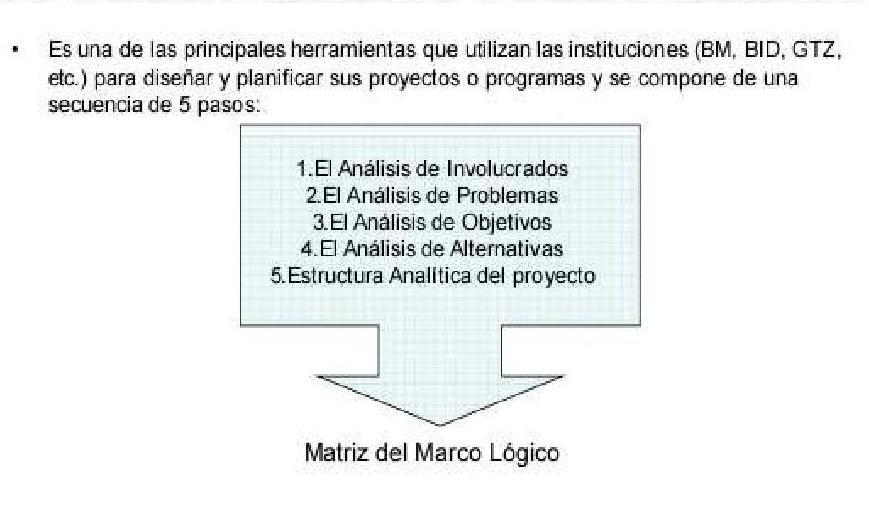 • Es una de las principales herramientas que utilizan las instituciones (BM, BID, GTZ,
etc.) para diseñar y planificar sus proyectos o programas y se compone de una
secuencia de 5 pasos:
1.El Análisis de Involucrados
2.El Análisis de Problemas
3.El Análisis de Objetivos
4.El Análisis de Alternativas
5.Estructura Analítica del proyecto
Matriz del Marco Lógico